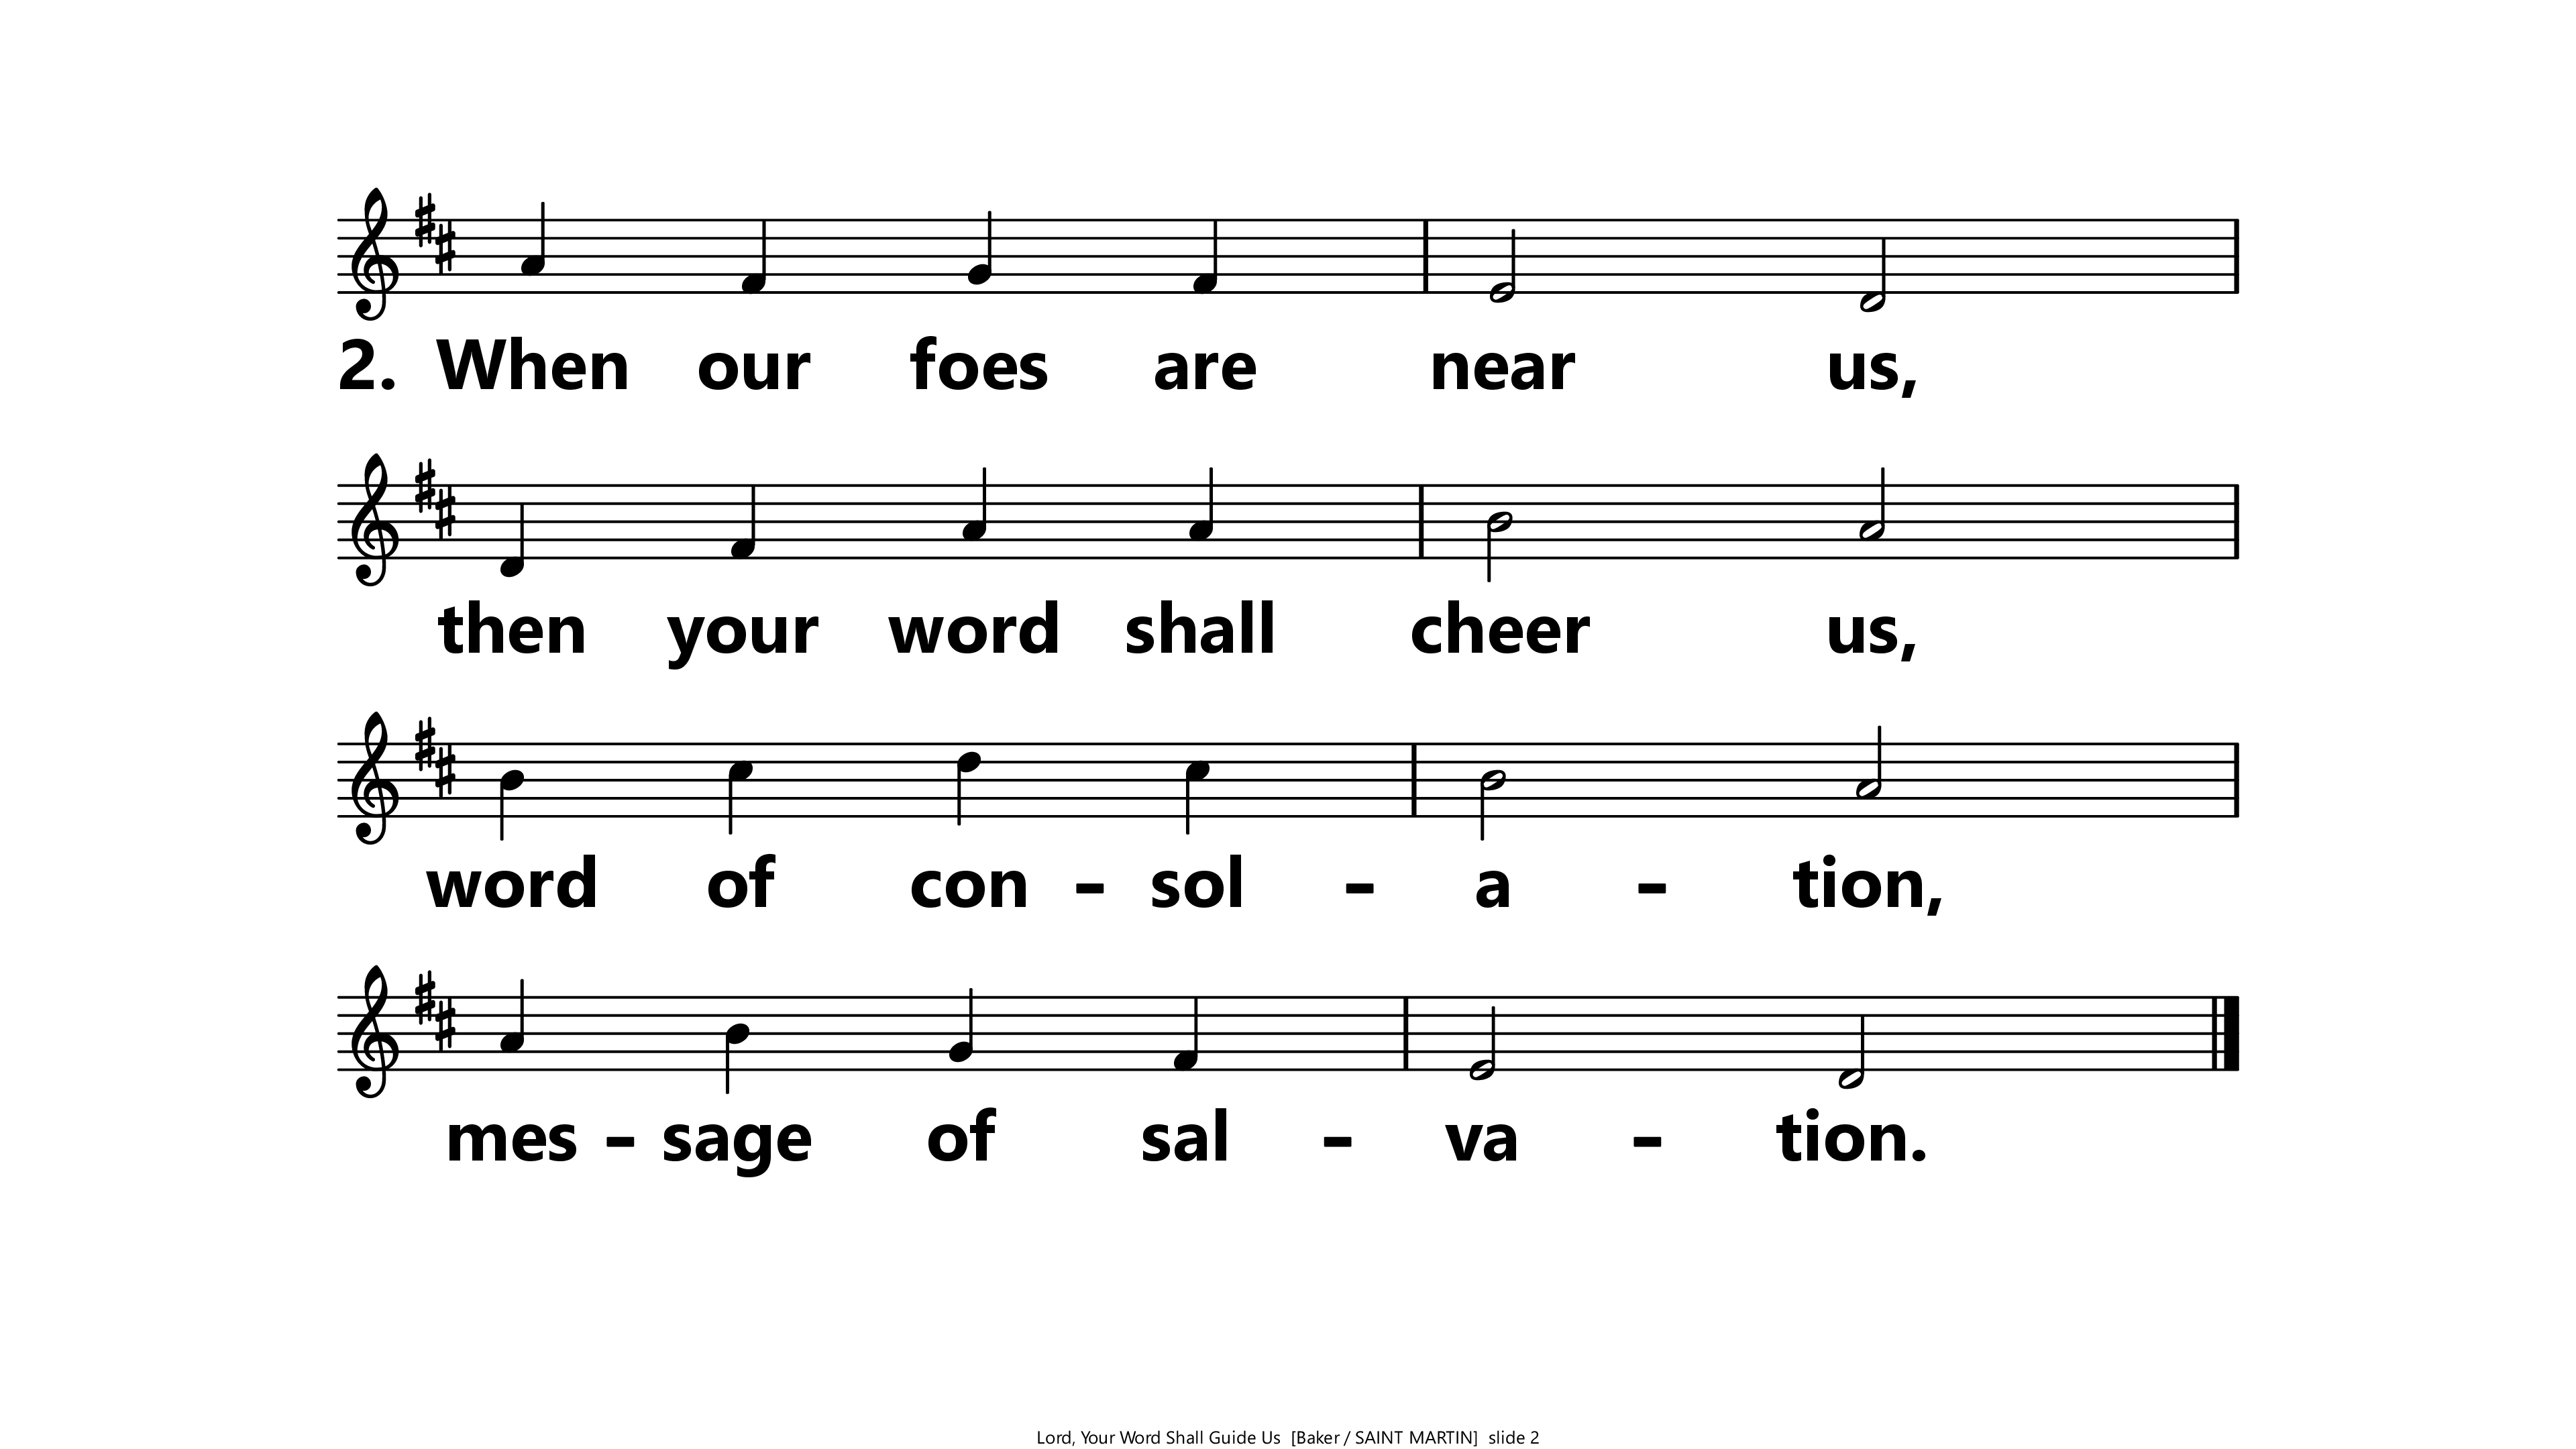 2. When our foes are near us,
then your word shall cheer us,
word of con - sol - a - tion,
mes - sage of sal - va - tion.
Lord, Your Word Shall Guide Us [Baker / SAINT MARTIN] slide 2